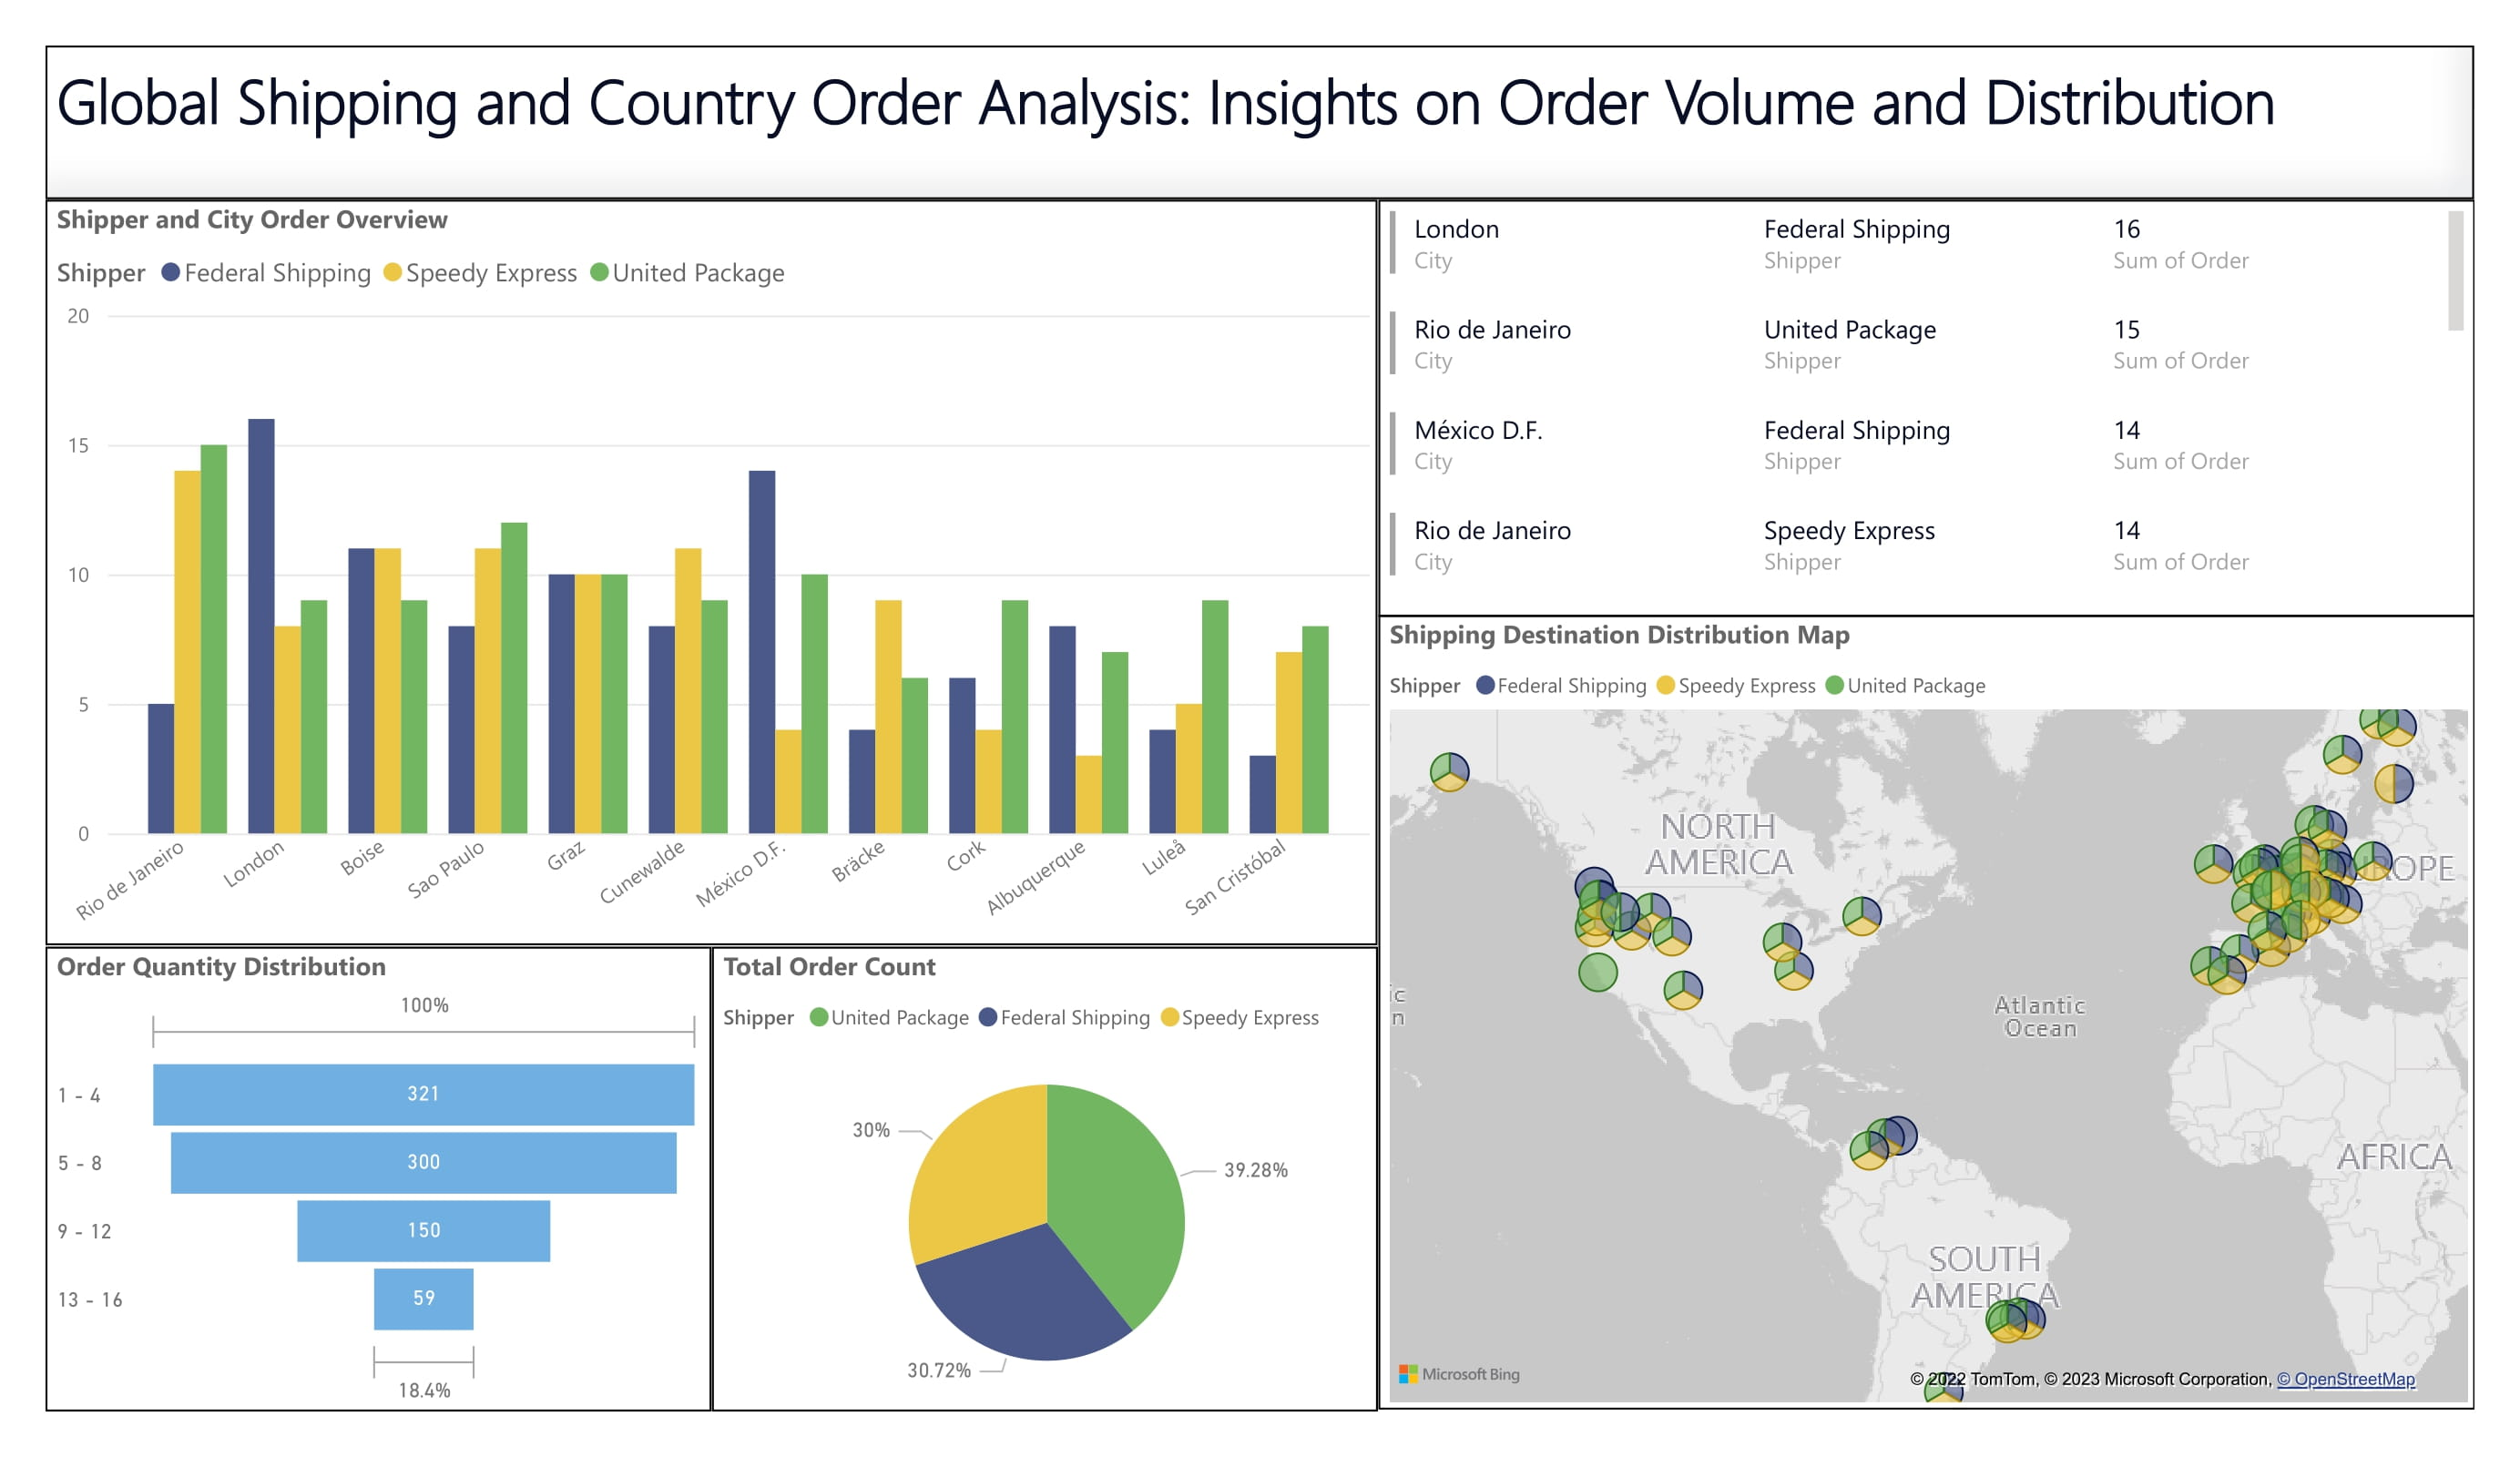 Global Shipping and Country Order Analysis: Insights on Order Volume and Distribution
Shipper and City Order Overview
Shipper Federal Shipping Speedy Express United Package
20
15
10
5
0
Rio de Janeiro
London
Boise
Sao Paulo
Graz
Cunewalde
México D.F.
Bräcke
Cork
Albuquerque
Luleå
San Cristóbal
London Federal Shipping 16
City Shipper Sum of Order
Rio de Janeiro United Package 15
City Shipper Sum of Order
México D.F. Federal Shipping 14
City Shipper Sum of Order
Rio de Janeiro Speedy Express 14
City Shipper Sum of Order
Order Quantity Distribution
100%
1 - 4 321
5 - 8 300
9 - 12 150
13 - 16 59
18.4%
Total Order Count
Shipper United Package Federal Shipping Speedy Express
30%
39.28%
30.72%
Shipping Destination Distribution Map
Shipper Federal Shipping Speedy Express United Package
NORTH
AMERICA
ROPE
ic
n
Atlantic
Ocean
AFRICA
SOUTH
AMERICA
Microsoft Bing
© 2022 TomTom, © 2023 Microsoft Corporation, © OpenStreetMap